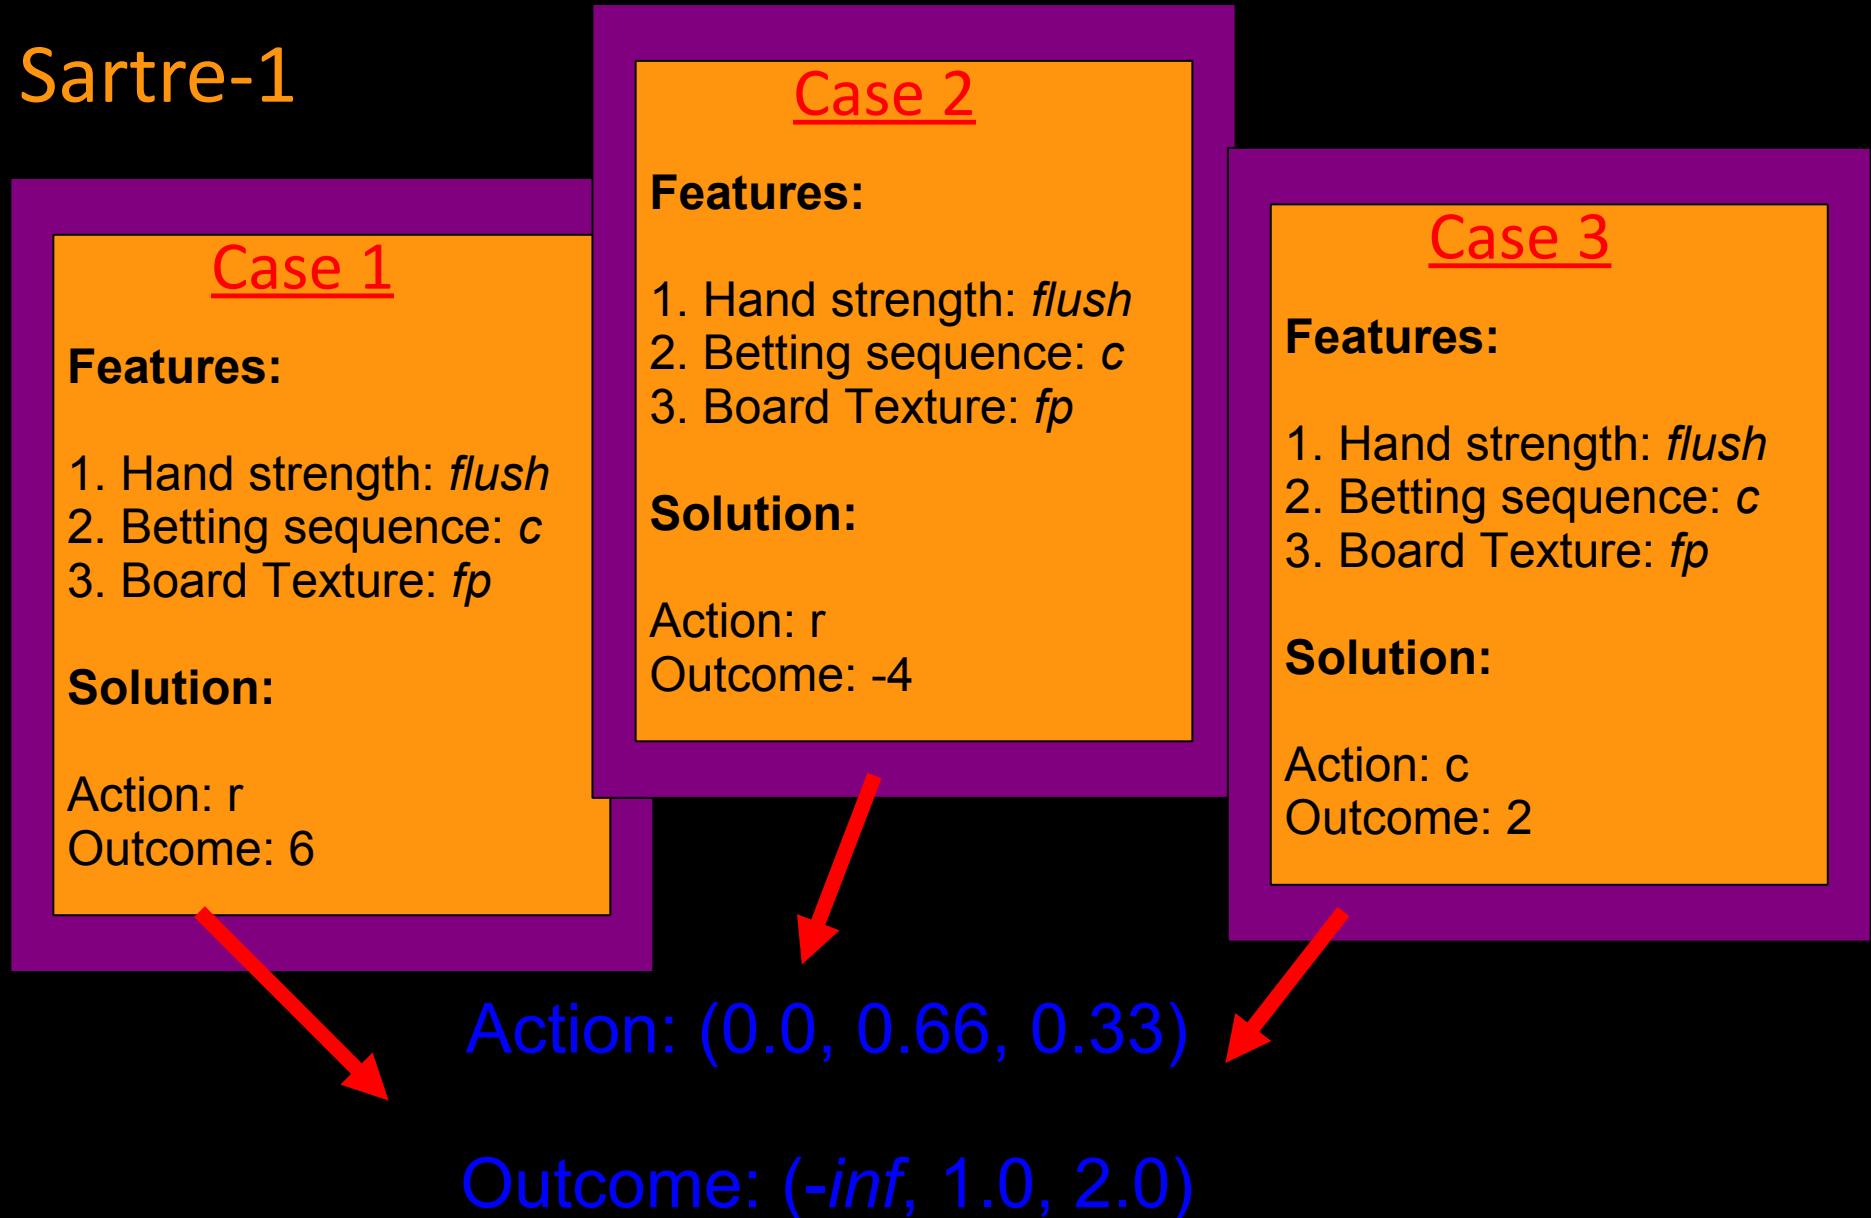 Sartre-1
Case 1
Features:
1. Hand strength: flush
2. Betting sequence: c
3. Board Texture: fp
Solution:
Action: r
Outcome: 6
Case 2
Features:
1. Hand strength: flush
2. Betting sequence: c
3. Board Texture: fp
Solution:
Action: r
Outcome: -4
Case 3
Features:
1. Hand strength: flush
2. Betting sequence: c
3. Board Texture: fp
Solution:
Action: c
Outcome: 2
Action: (0.0, 0.66, 0.33)
Outcome: (-inf, 1.0, 2.0)